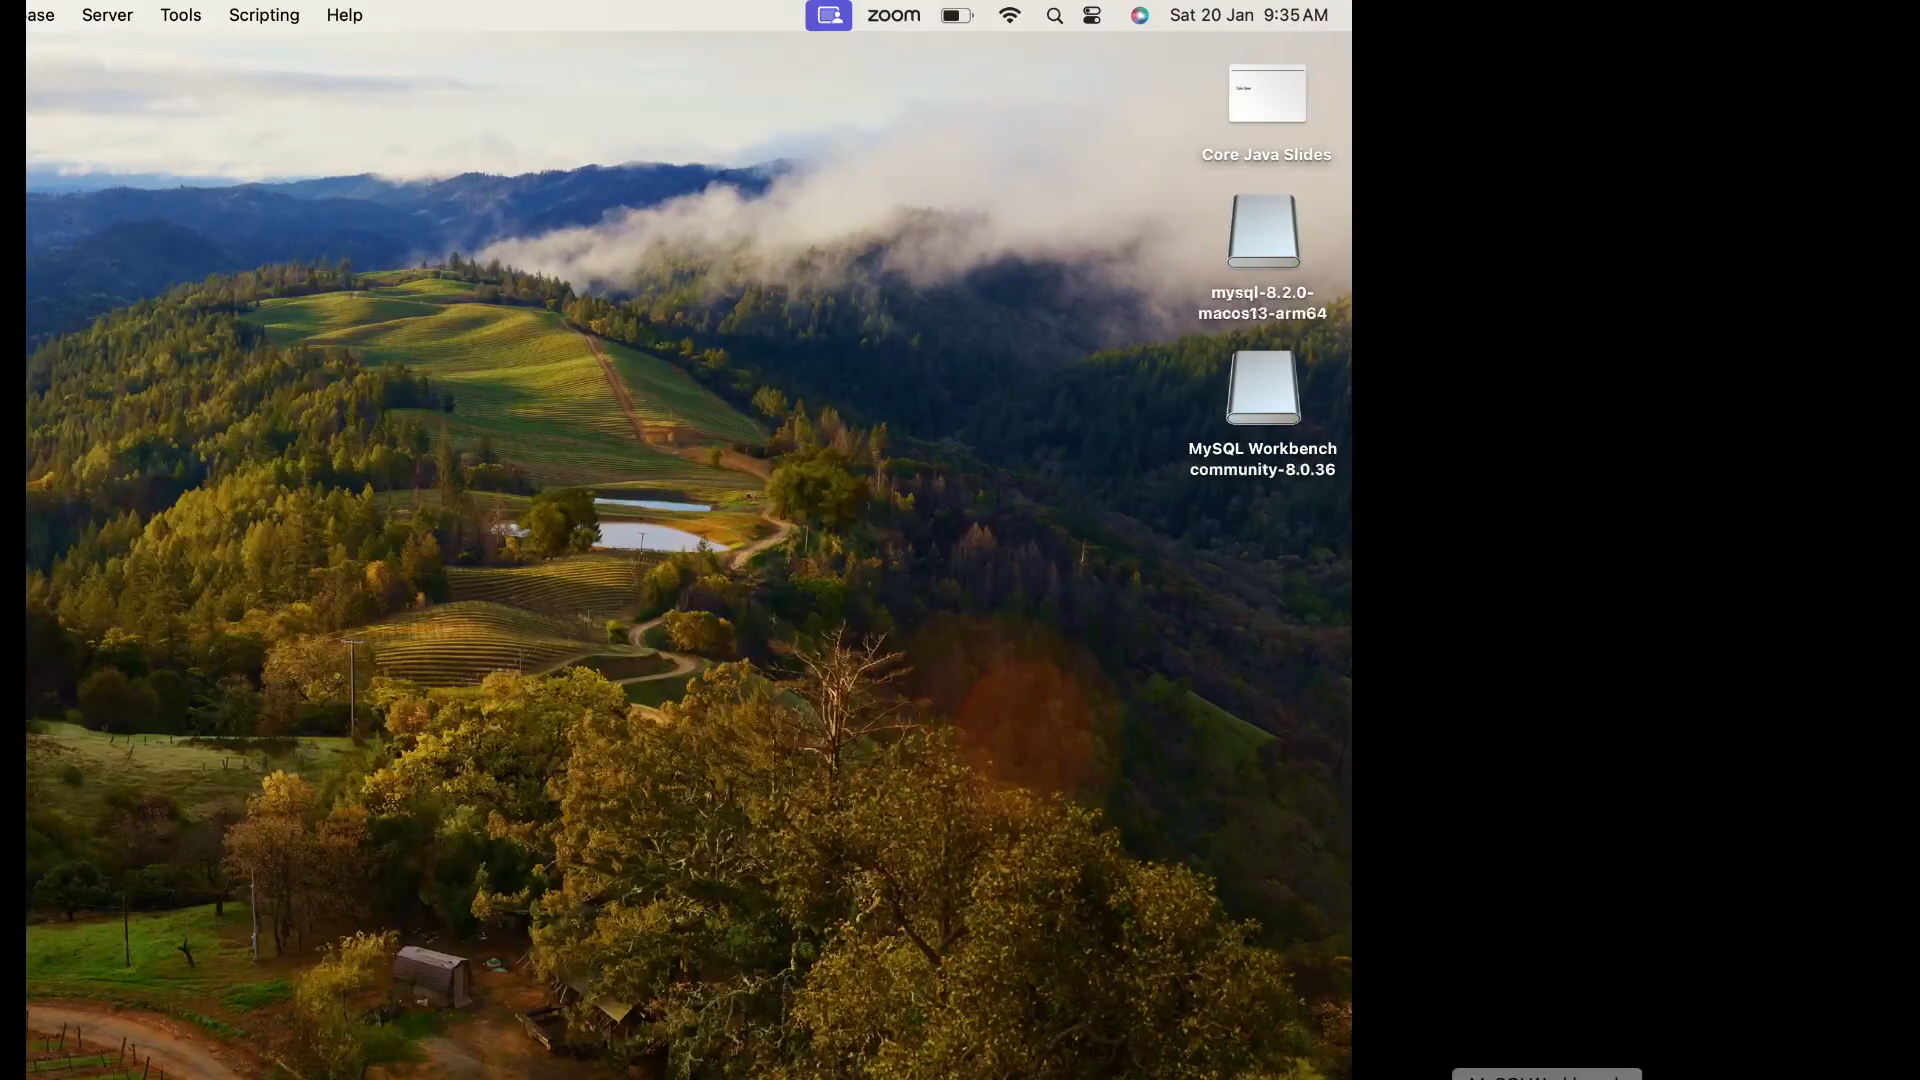 ase Server Tools Scripting Help zoom Sat 20 Jan 9:35 AM
Core Java Slides
mysql-8.2.0-
macos13-arm64
MySQL Workbench
community-8.0.36